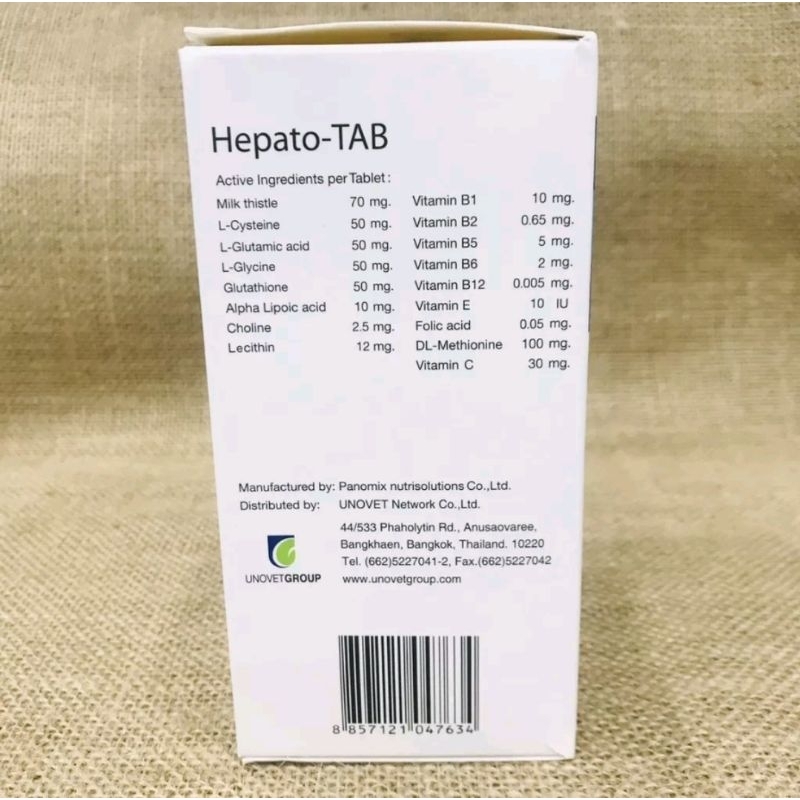 Hepato-TAB
Active Ingredients per Tablet :
Milk thistle 70 mg. Vitamin B1 10 mg.
L-Cysteine 50 mg. Vitamin B2 0.65 mg.
L-Glutamic acid 50 mg. Vitamin B5 5 mg.
L-Glycine 50 mg. Vitamin B6 2 mg.
Glutathione 50 mg. Vitamin B12 0.005 mg.
Alpha Lipoic acid 10 mg. Vitamin E 10 IU
Choline 2.5 mg. Folic acid 0.05 mg.
Lecithin 12 mg. DL-Methionine 100 mg.
Vitamin C 30 mg.
Manufactured by: Panomix nutrisolutions Co.,Ltd.
Distributed by: UNOVET Network Co.,Ltd.
44/533 Phaholytin Rd., Anusaovaree,
Bangkhaen, Bangkok, Thailand. 10220
Tel. (662)5227041-2, Fax.(662)5227042
UNOVETGROUP www.unovetgroup.com
8 857121 047634